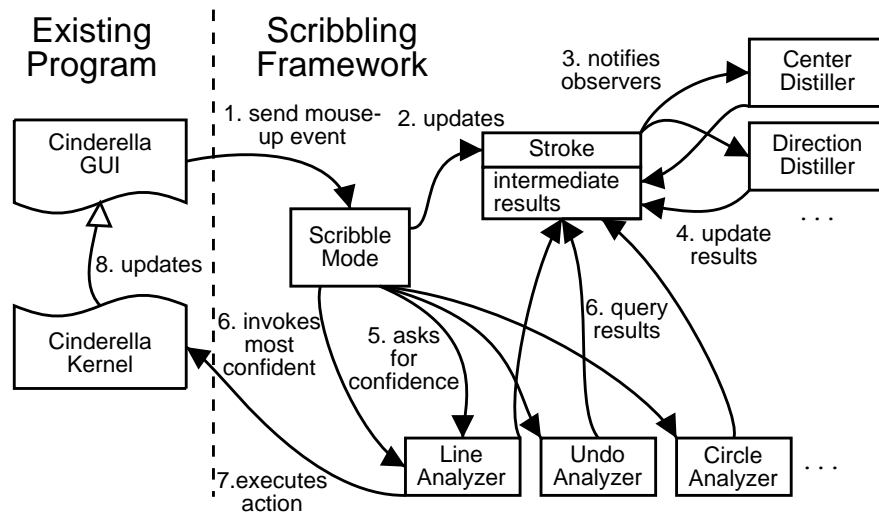 Existing
Program
Scribbling
Framework
3. notifies
observers
Center
Distiller
1. send mouse-
up event
2. updates
Cinderella
GUI
Stroke
intermediate
results
Direction
Distiller
. . .
Scribble
Mode
4. update
results
8. updates
Cinderella
Kernel
6. invokes
most
confident
5. asks
for
confidence
6. query
results
Line
Analyzer
Undo
Analyzer
Circle
Analyzer
. . .
7.executes
action